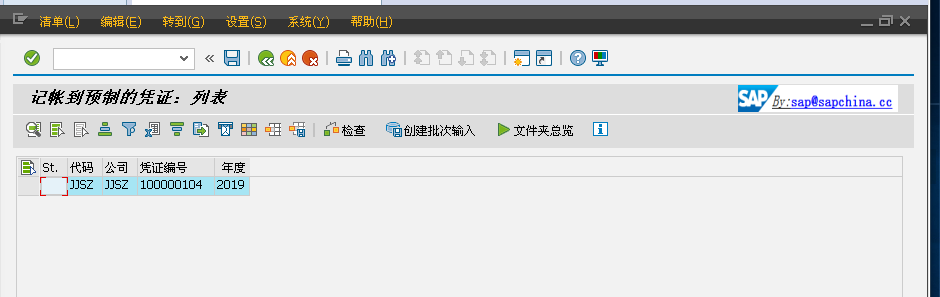 清单(L) 编辑(E) 转到(G) 设置(S) 系统(Y) 帮助(H)
记帐到预制的凭证：列表
SAP By:sap@sapchina.cc
检查 创建批次输入 文件夹总览
St. 代码 公司 凭证编号 年度
JJSZ JJSZ 100000104 2019